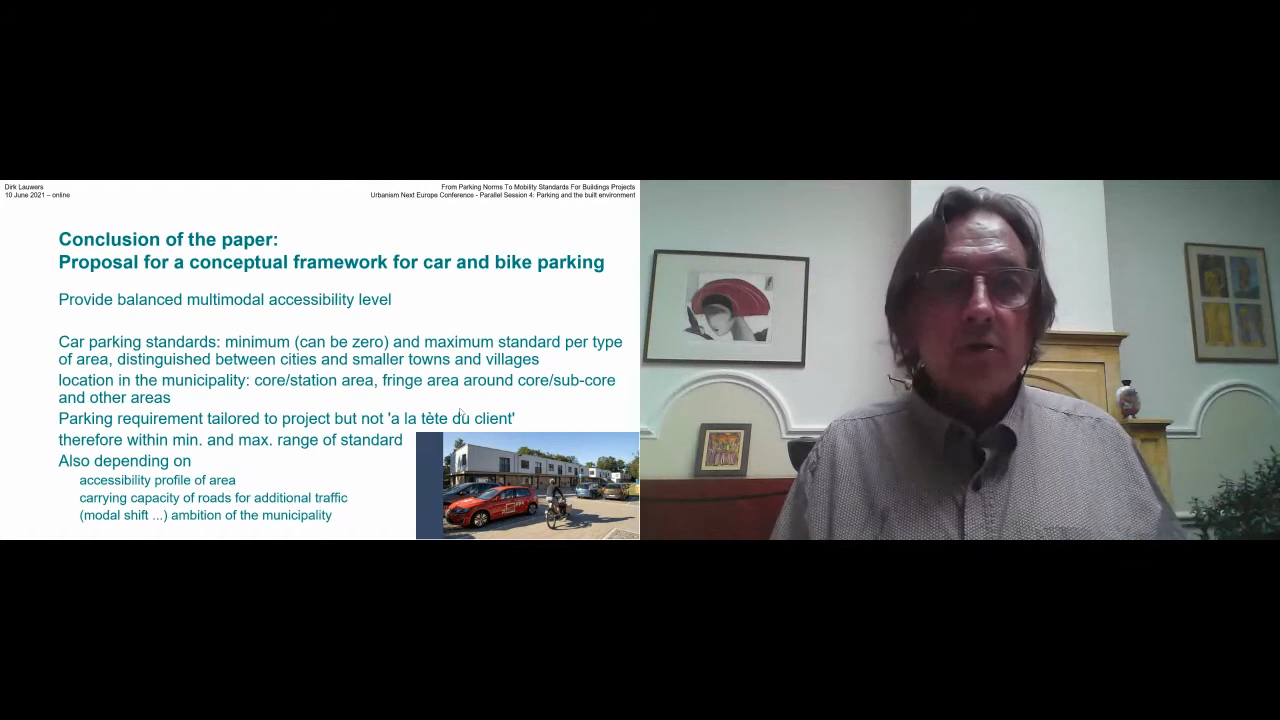 Dirk Lauwers
10 June 2021 – online
From Parking Norms To Mobility Standards For Buildings Projects
Urbanism Next Europe Conference - Parallel Session 4: Parking and the built environment
Conclusion of the paper:
Proposal for a conceptual framework for car and bike parking
Provide balanced multimodal accessibility level
Car parking standards: minimum (can be zero) and maximum standard per type
of area, distinguished between cities and smaller towns and villages
location in the municipality: core/station area, fringe area around core/sub-core
and other areas
Parking requirement tailored to project but not 'a la tète du client'
therefore within min. and max. range of standard
Also depending on
accessibility profile of area
carrying capacity of roads for additional traffic
(modal shift ...) ambition of the municipality